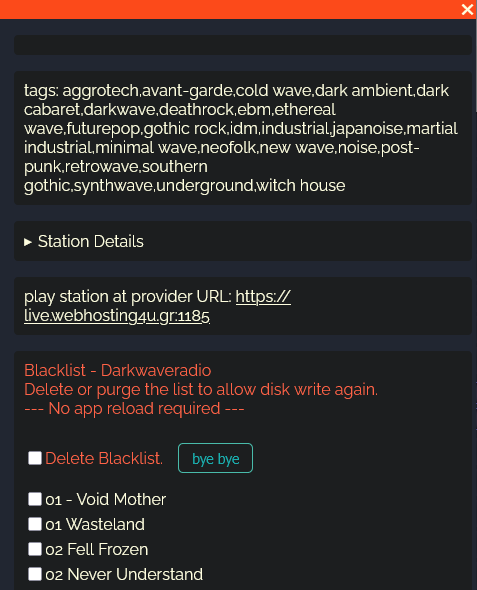 tags: aggrotech,avant-garde,cold wave,dark ambient,dark
cabaret,darkwave,deathrock,ebm,ethereal
wave,futurepop,gothic rock,idm,industrial,japanoise,martial
industrial,minimal wave,neofolk,new wave,noise,post-
punk,retrowave,southern
gothic,synthwave,underground,witch house
▸ Station Details
play station at provider URL: https://
live.webhosting4u.gr:1185
Blacklist - Darkwaveradio
Delete or purge the list to allow disk write again.
--- No app reload required ---
Delete Blacklist. bye bye
01 - Void Mother
01 Wasteland
02 Fell Frozen
02 Never Understand